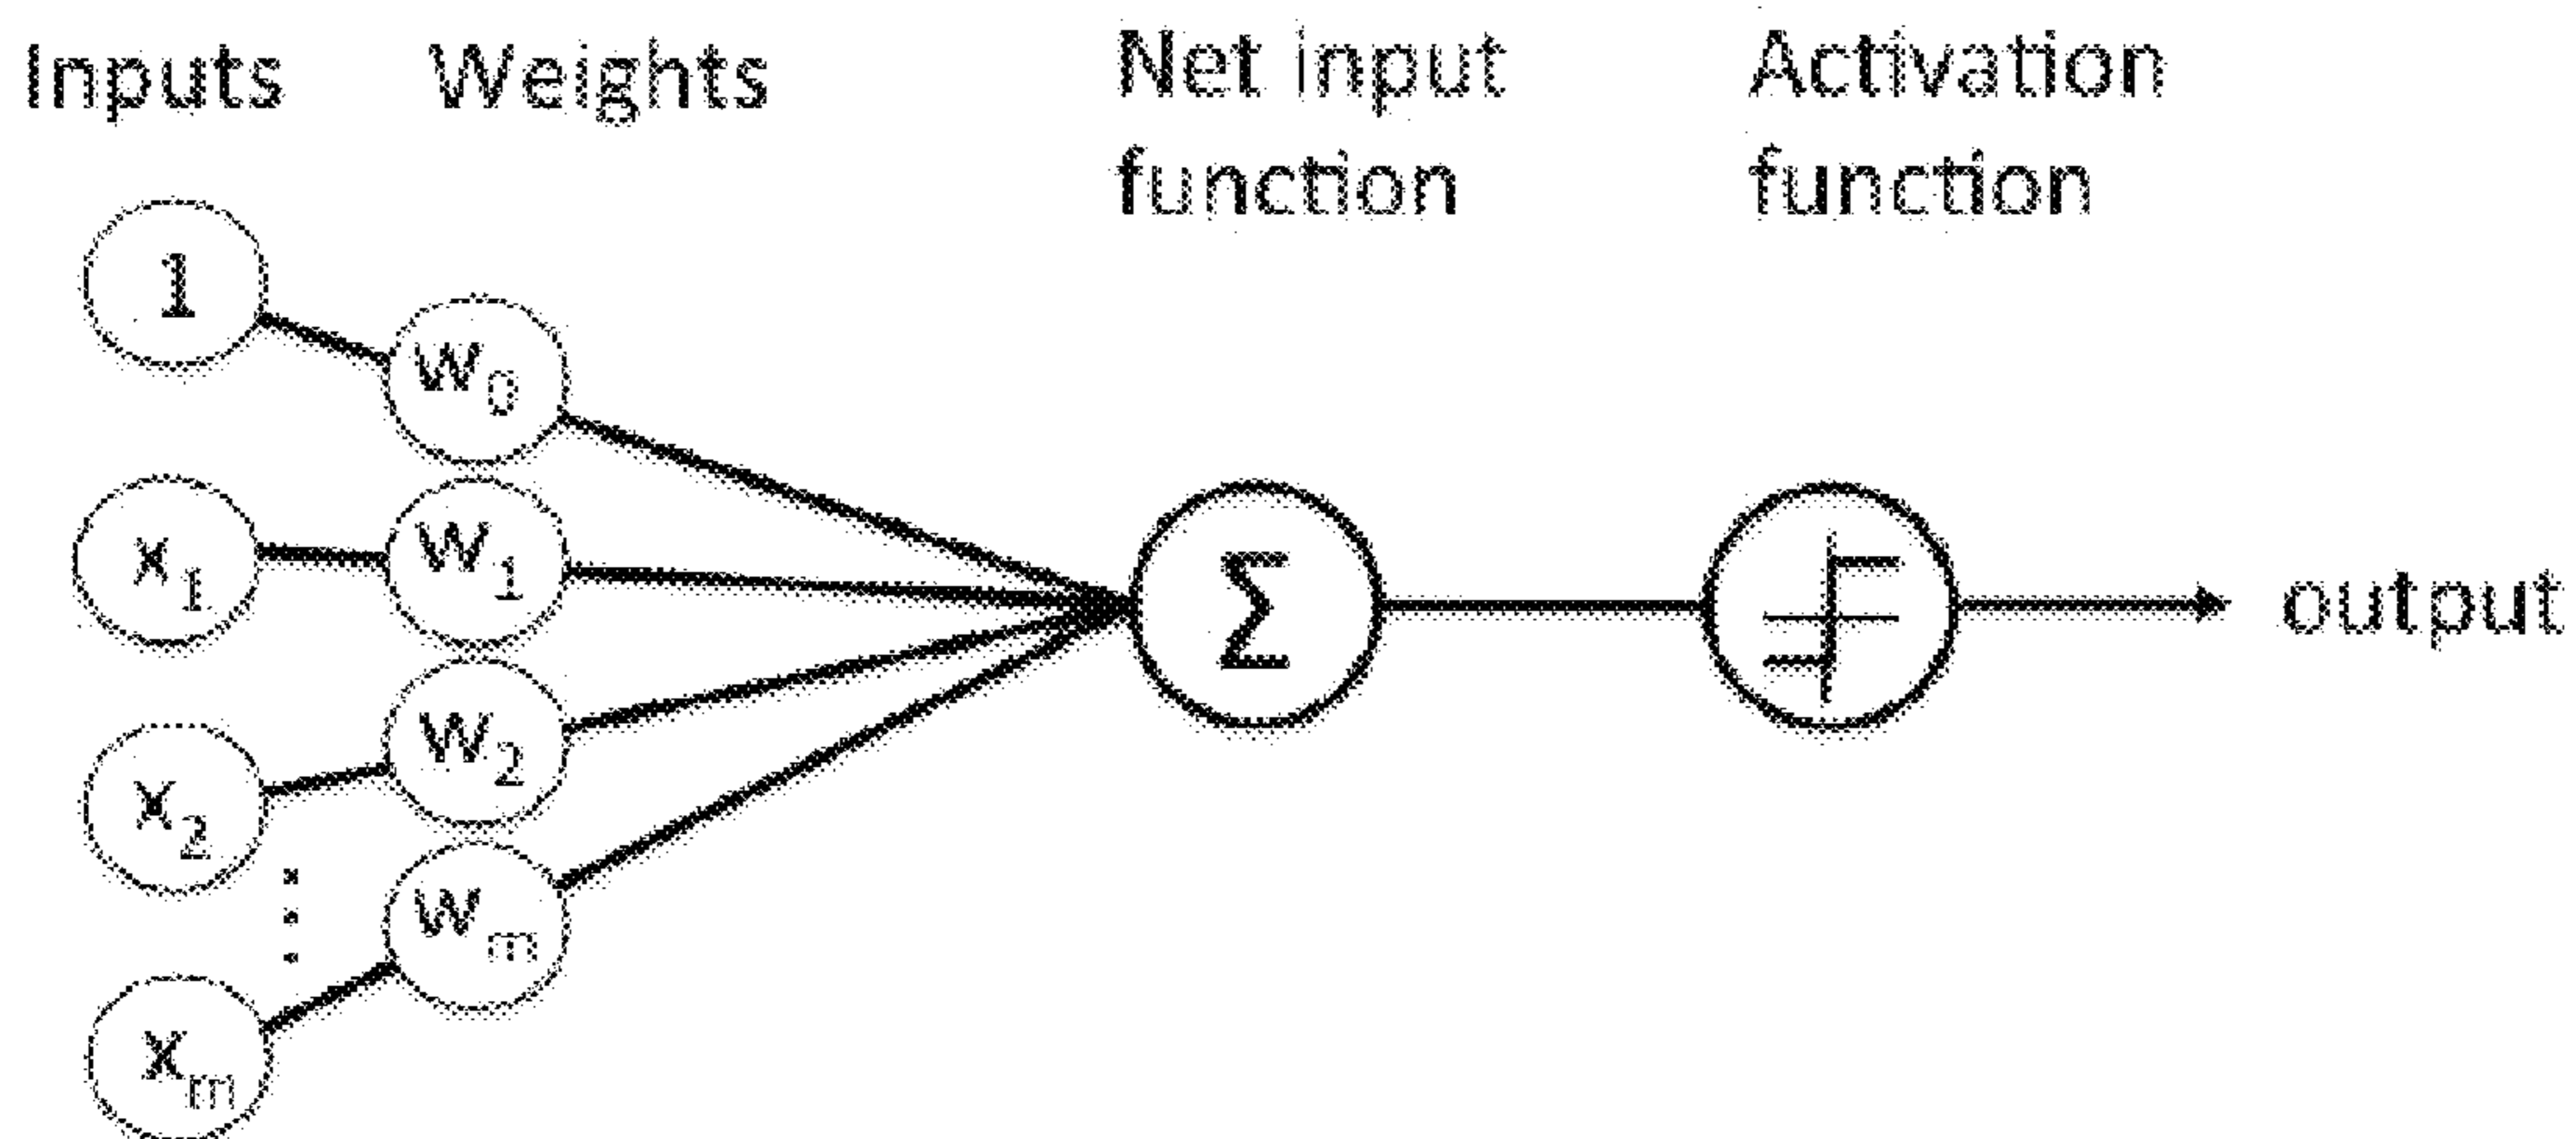 Inputs
Weights
Net input
function
Activation
function
1
w0
x1
w1
x2
w2
xm
wm
Σ
output